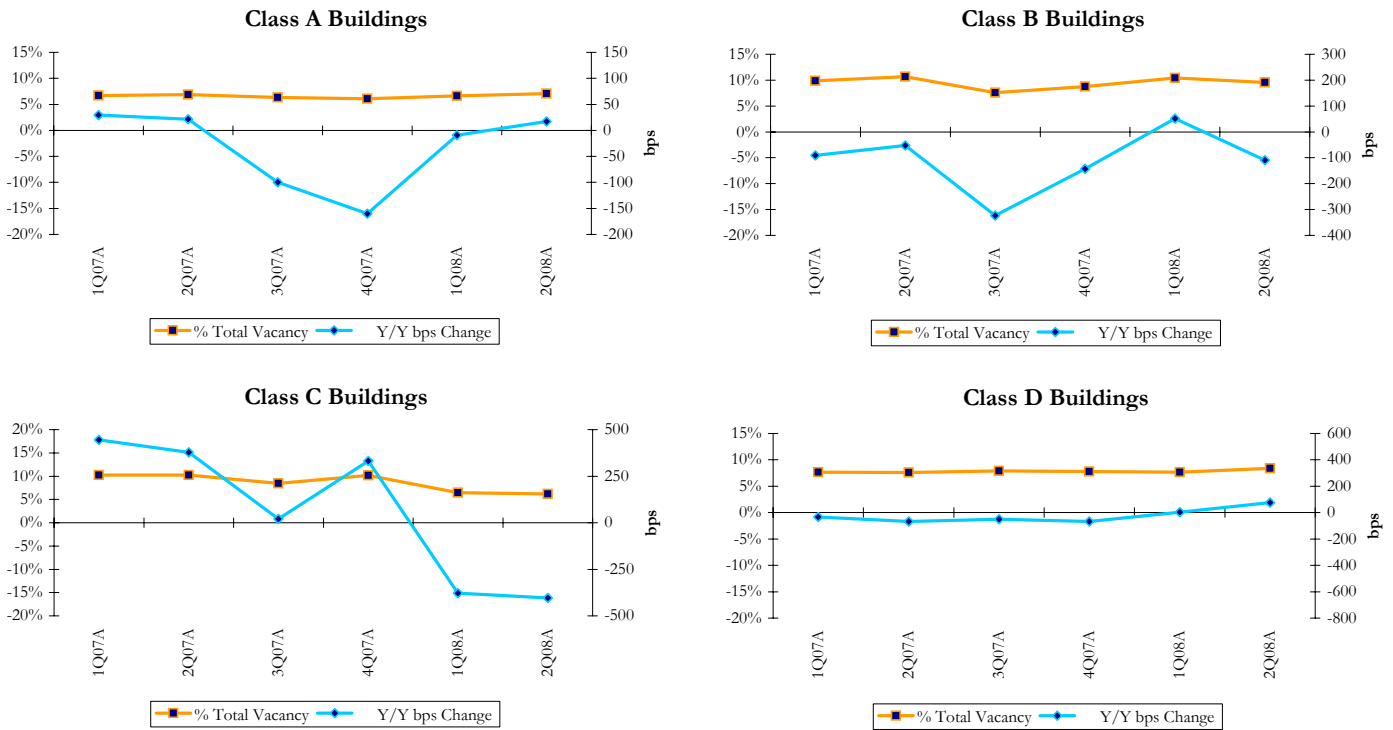 Class A Buildings
15%
10%
5%
0%
-5%
-10%
-15%
-20%
150
100
50
0
-50
-100
-150
-200
bps
1Q07A
2Q07A
3Q07A
4Q07A
1Q08A
2Q08A
% Total Vacancy
Y/Y bps Change
Class B Buildings
15%
10%
5%
0%
-5%
-10%
-15%
-20%
300
200
100
0
-100
-200
-300
-400
bps
1Q07A
2Q07A
3Q07A
4Q07A
1Q08A
2Q08A
% Total Vacancy
Y/Y bps Change
Class C Buildings
20%
15%
10%
5%
0%
-5%
-10%
-15%
-20%
500
250
0
-250
-500
bps
1Q07A
2Q07A
3Q07A
4Q07A
1Q08A
2Q08A
% Total Vacancy
Y/Y bps Change
Class D Buildings
15%
10%
5%
0%
-5%
-10%
-15%
-20%
600
400
200
0
-200
-400
-600
-800
bps
1Q07A
2Q07A
3Q07A
4Q07A
1Q08A
2Q08A
% Total Vacancy
Y/Y bps Change